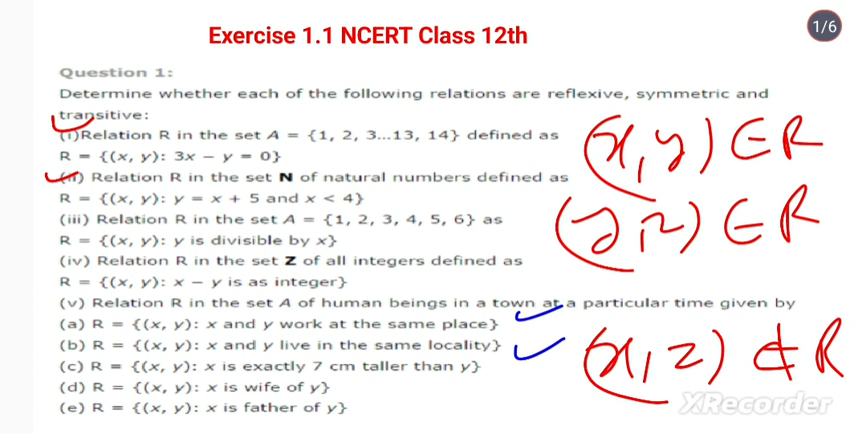 1/6
Exercise 1.1 NCERT Class 12th
Question 1:
Determine whether each of the following relations are reflexive, symmetric and
transitive:
(i)Relation R in the set A = {1, 2, 3...13, 14} defined as
R = {(x, y): 3x − y = 0}
(ii) Relation R in the set N of natural numbers defined as
R = {(x, y): y = x + 5 and x < 4}
(iii) Relation R in the set A = {1, 2, 3, 4, 5, 6} as
R = {(x, y): y is divisible by x}
(iv) Relation R in the set Z of all integers defined as
R = {(x, y): x − y is as integer}
(v) Relation R in the set A of human beings in a town at a particular time given by
(a) R = {(x, y): x and y work at the same place}
(b) R = {(x, y): x and y live in the same locality}
(c) R = {(x, y): x is exactly 7 cm taller than y}
(d) R = {(x, y): x is wife of y}
(e) R = {(x, y): x is father of y}
(x, y) ∈ R
(y, z) ∈ R
(x, z) ∉ R
XRecorder